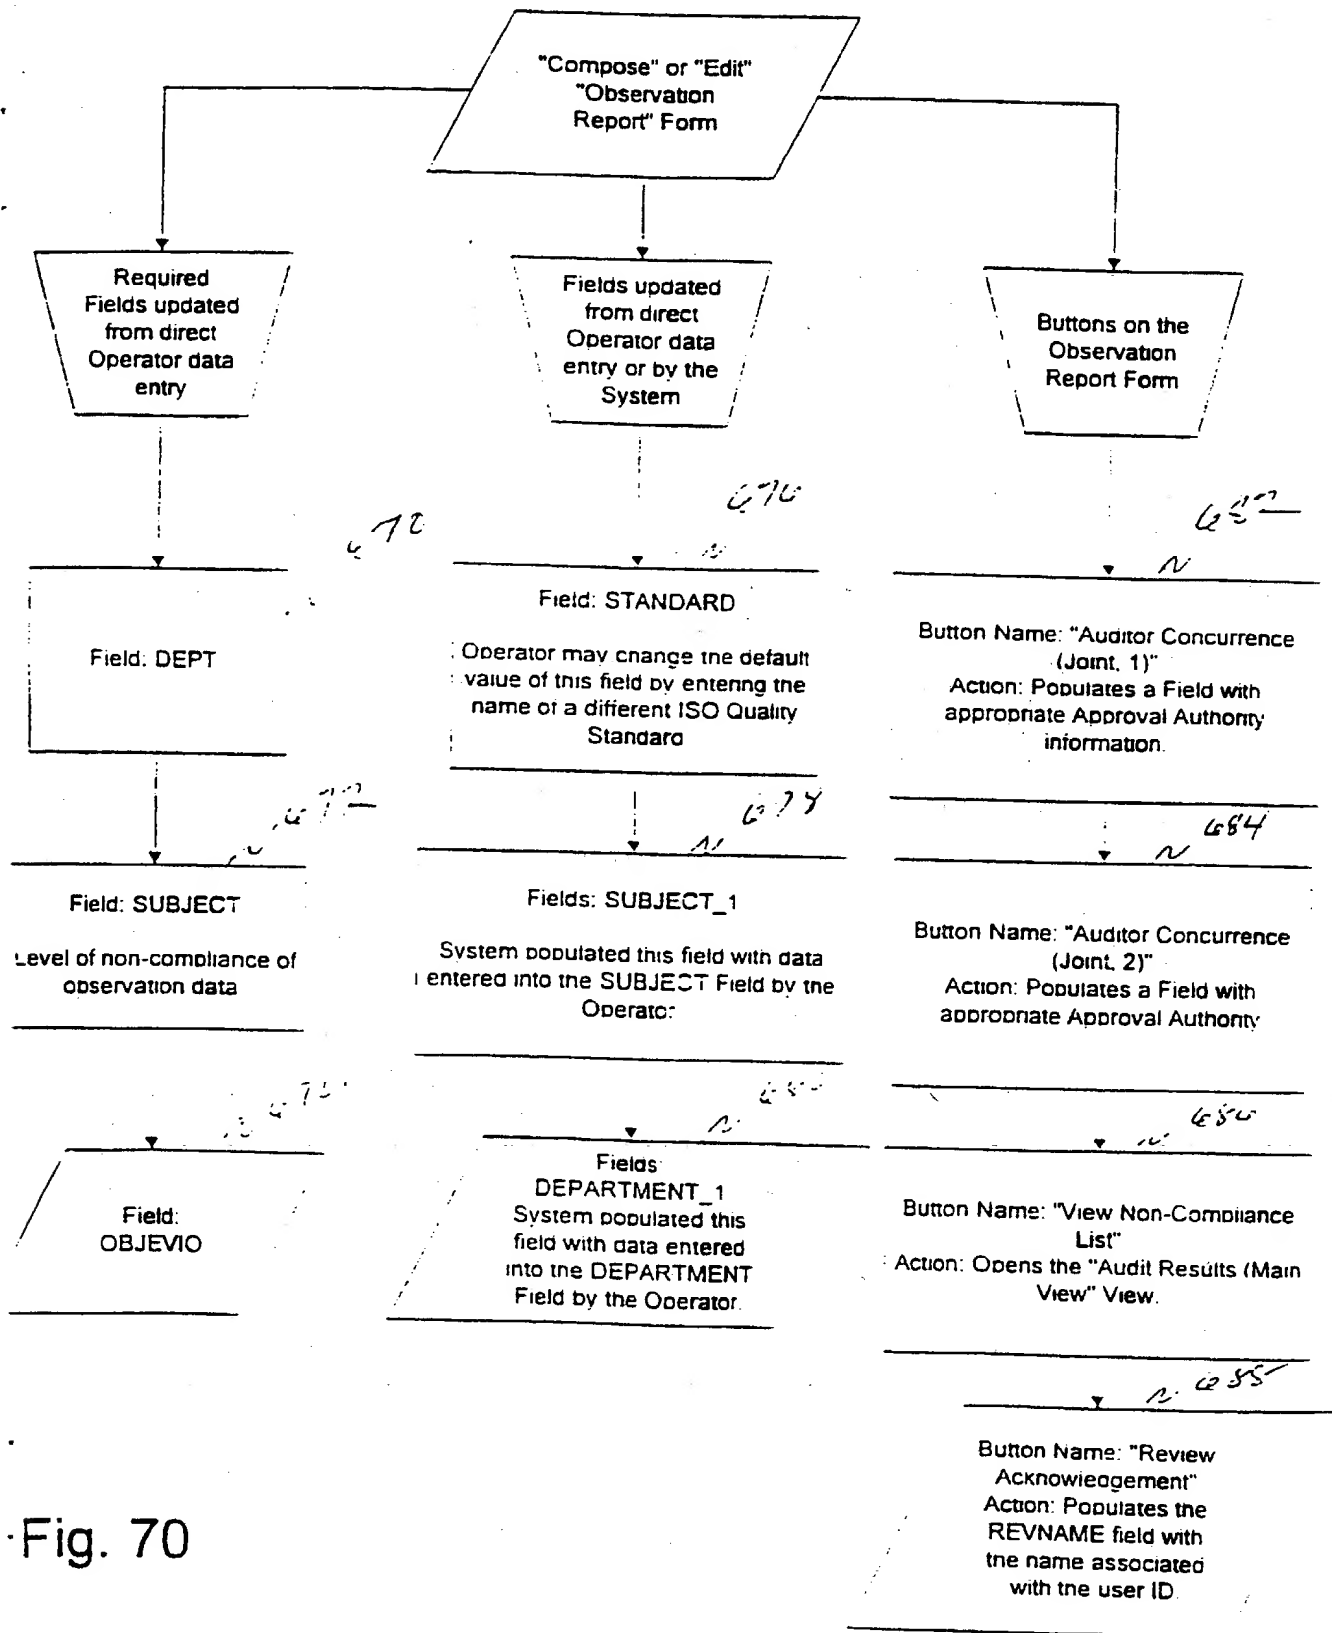 "Compose" or "Edit"
"Observation
Report" Form
Required
Fields updated
from direct
Operator data
entry
Fields updated
from direct
Operator data
entry or by the
System
Buttons on the
Observation
Report Form
670
Field: DEPT
672
Field: SUBJECT
Level of non-compliance of
observation data
Field:
OBJEVIO
676
Field: STANDARD
Operator may change the default
value of this field by entering the
name of a different ISO Quality
Standard
678
Fields: SUBJECT_1
System populated this field with data
entered into the SUBJECT Field by the
Operator.
680
Fields
DEPARTMENT_1
System populated this
field with data entered
into the DEPARTMENT
Field by the Operator.
682
Button Name: "Auditor Concurrence
(Joint, 1)"
Action: Populates a Field with
appropriate Approval Authority
information.
684
Button Name: "Auditor Concurrence
(Joint, 2)"
Action: Populates a Field with
appropriate Approval Authority
686
Button Name: "View Non-Compliance
List"
Action: Opens the "Audit Results (Main
View" View.
Button Name: "Review
Acknowledgement"
Action: Populates the
REVNAME field with
the name associated
with the user ID.
Fig. 70